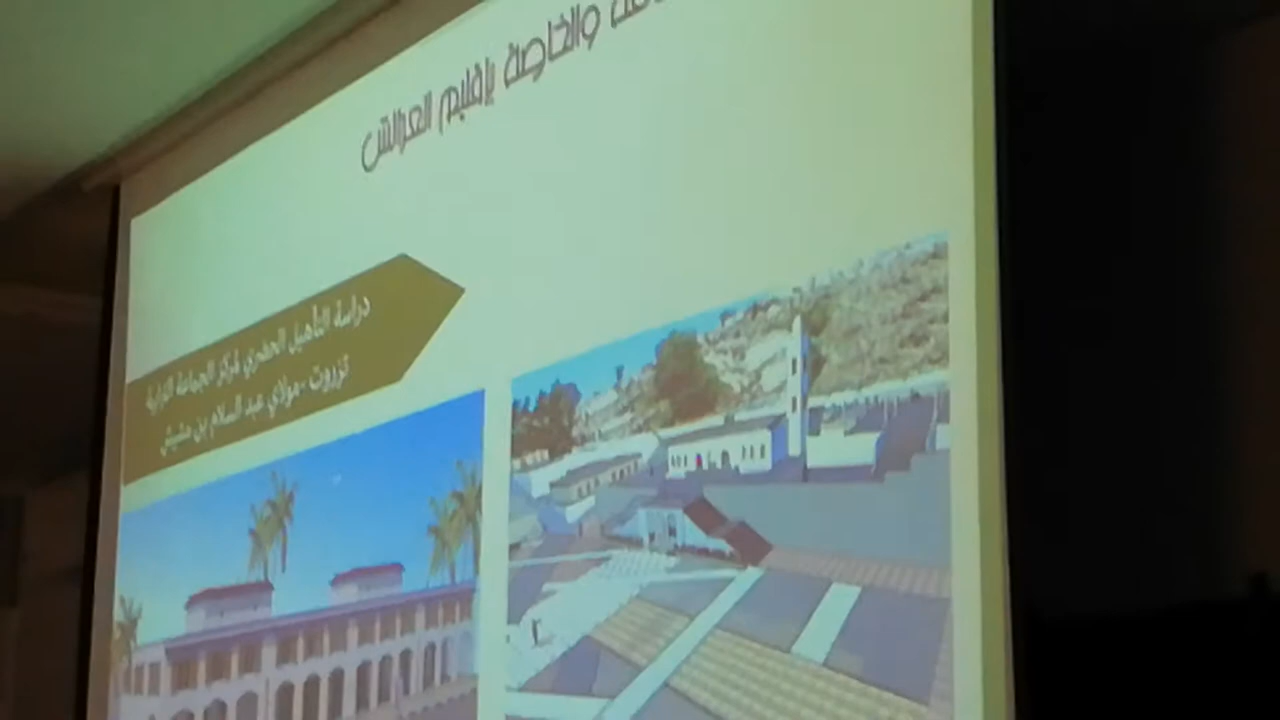 والخاصة بإقليم العرائش
دراسة التأهيل الحضري لمركز الجماعة الترابية
تزروت -مولاي عبد السلام بن مشيش